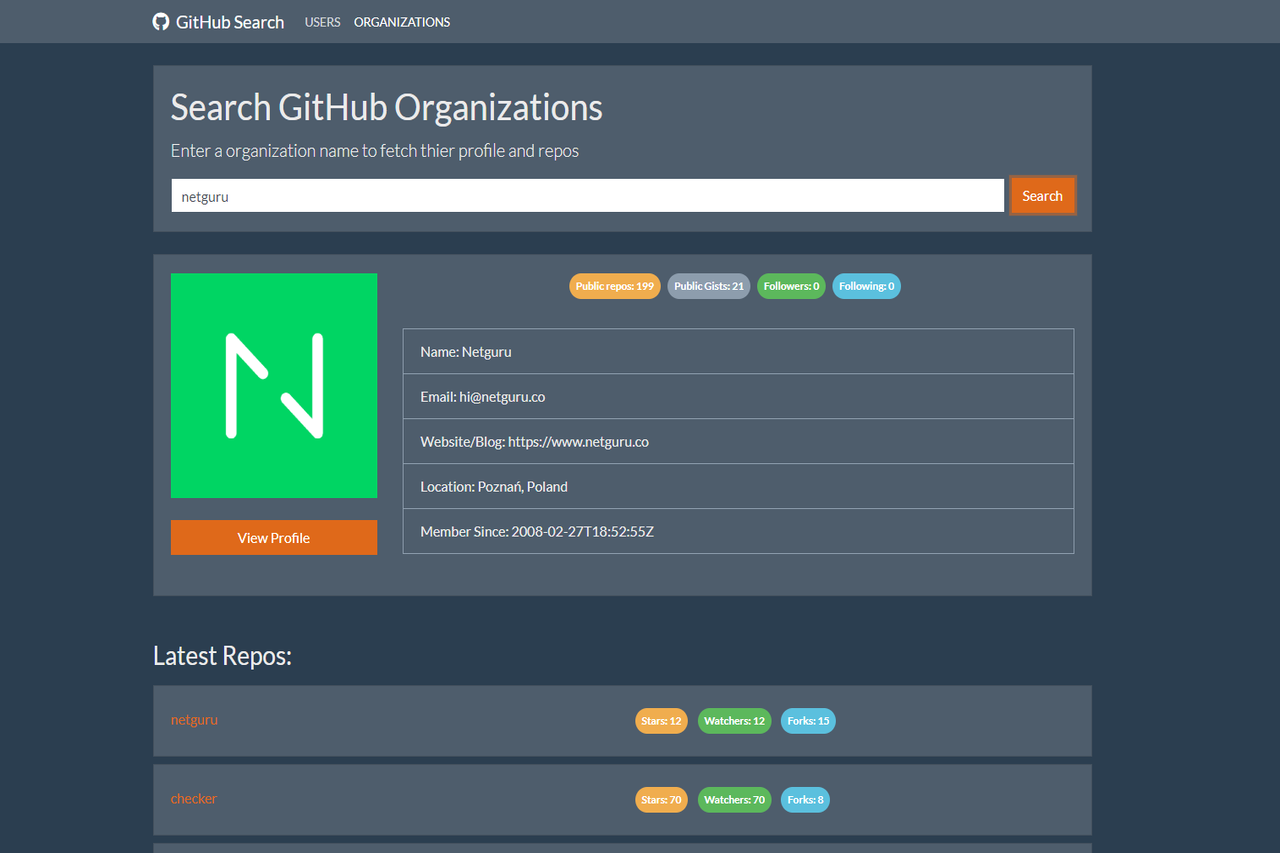 GitHub Search USERS ORGANIZATIONS
Search GitHub Organizations
Enter a organization name to fetch thier profile and repos
netguru Search
Public repos: 199 Public Gists: 21 Followers: 0 Following: 0
Name: Netguru
Email: hi@netguru.co
Website/Blog: https://www.netguru.co
Location: Poznań, Poland
Member Since: 2008-02-27T18:52:55Z
View Profile
Latest Repos:
netguru Stars: 12 Watchers: 12 Forks: 15
checker Stars: 70 Watchers: 70 Forks: 8